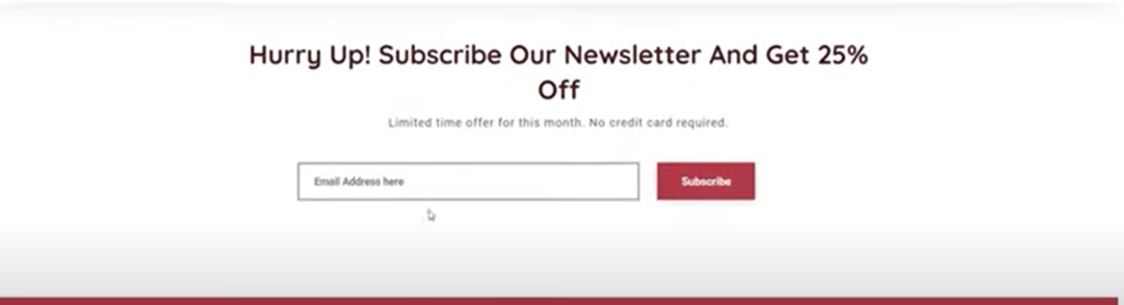 Hurry Up! Subscribe Our Newsletter And Get 25%
Off
Limited time offer for this month. No credit card required.
Email Address here
Subscribe